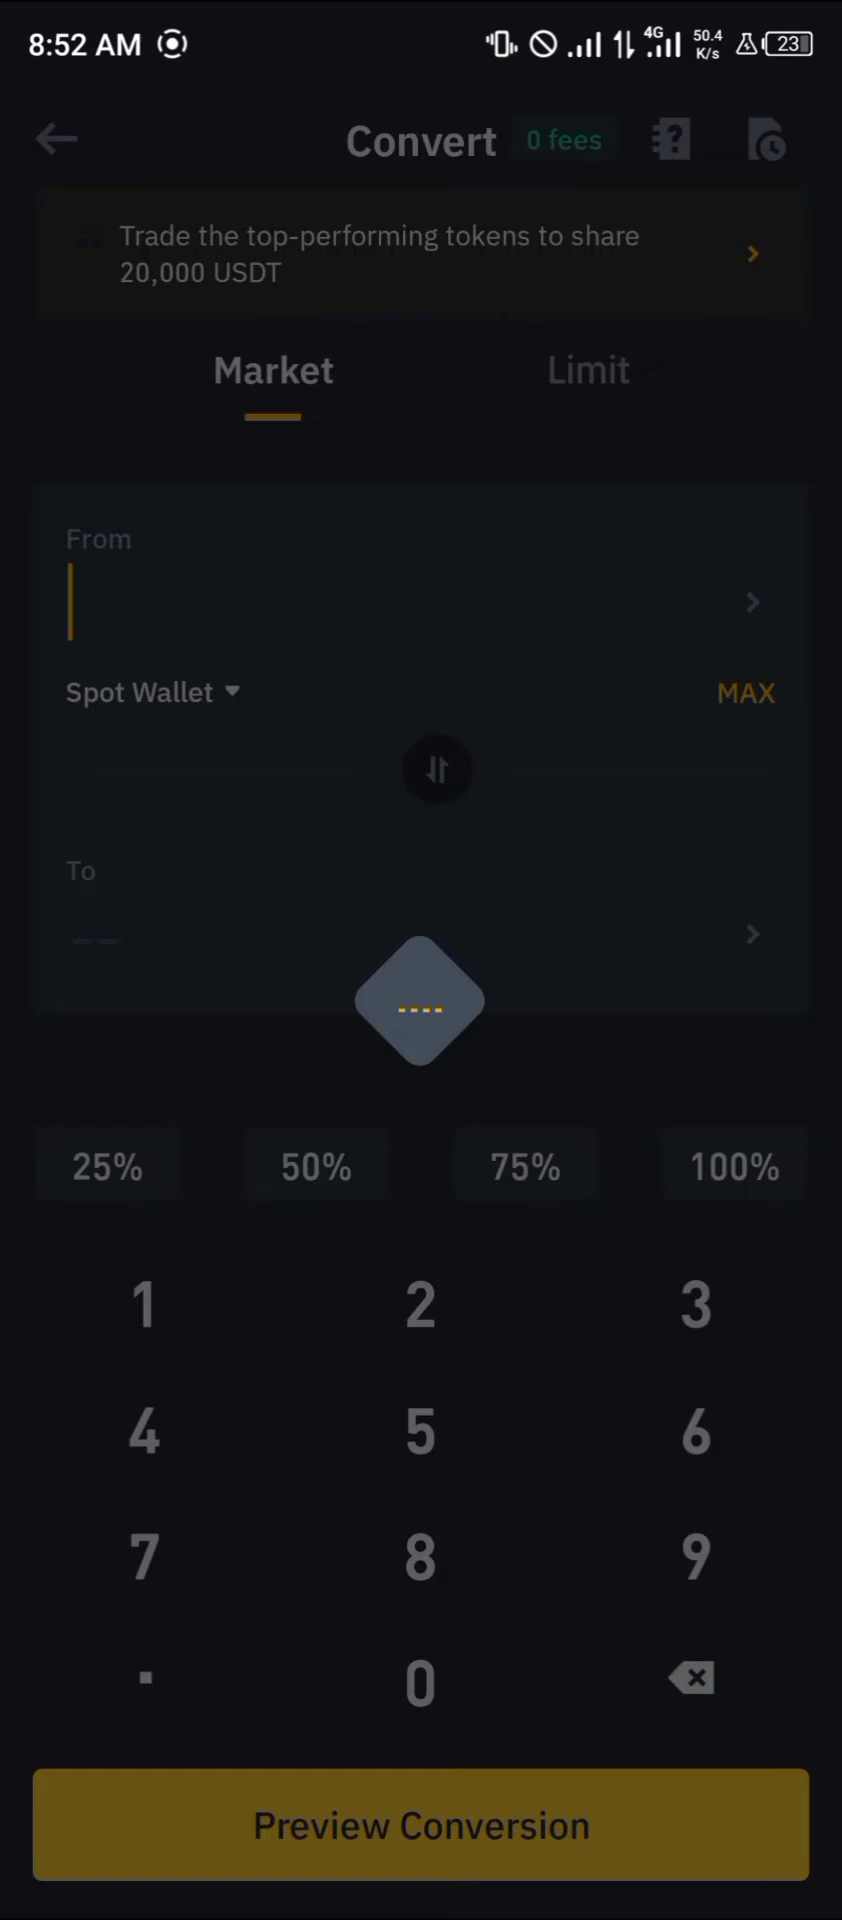 8:52 AM
4G
50.4
K/s
23
Convert
0 fees
Trade the top-performing tokens to share
20,000 USDT
Market
Limit
From
Spot Wallet
MAX
To
--
25%
50%
75%
100%
1
2
3
4
5
6
7
8
9
.
0
Preview Conversion